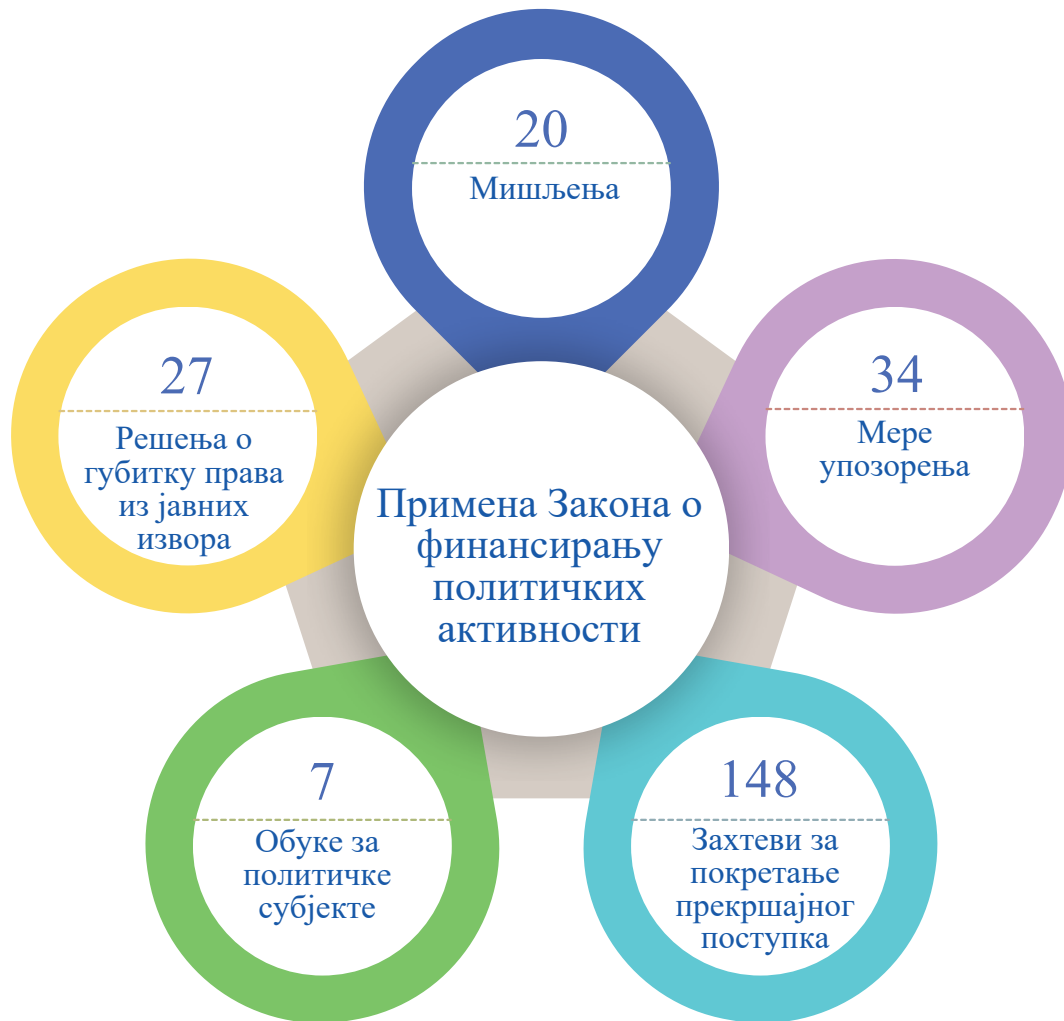 20
Мишљења
27
Решења о
губитку права
из јавних
извора
34
Мере
упозорења
Примена Закона о
финансирању
политичких
активности
7
Обуке за
политичке
субјекте
148
Захтеви за
покретање
прекршајног
поступка